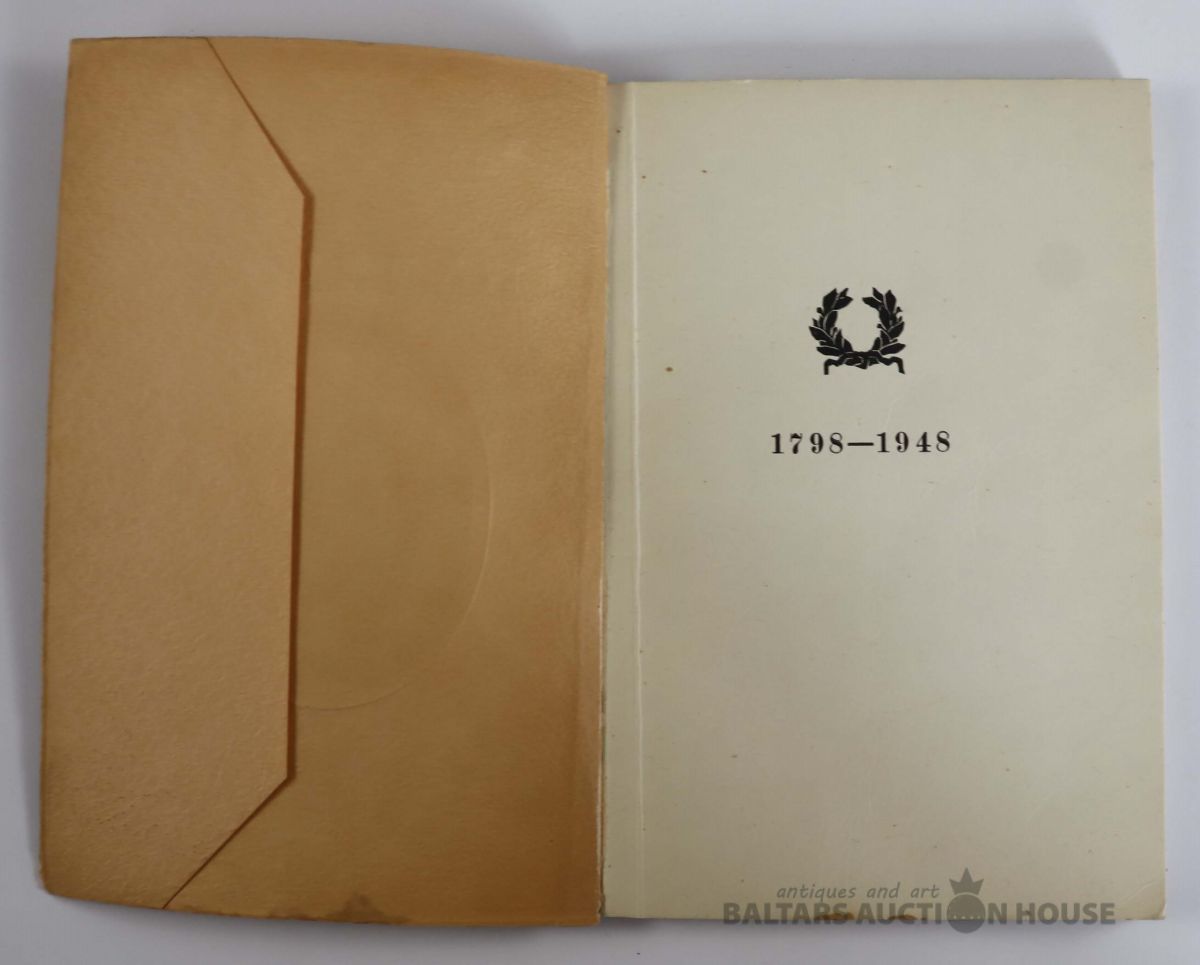 1798—1948
antiques and art
BALTARS AUCTION HOUSE